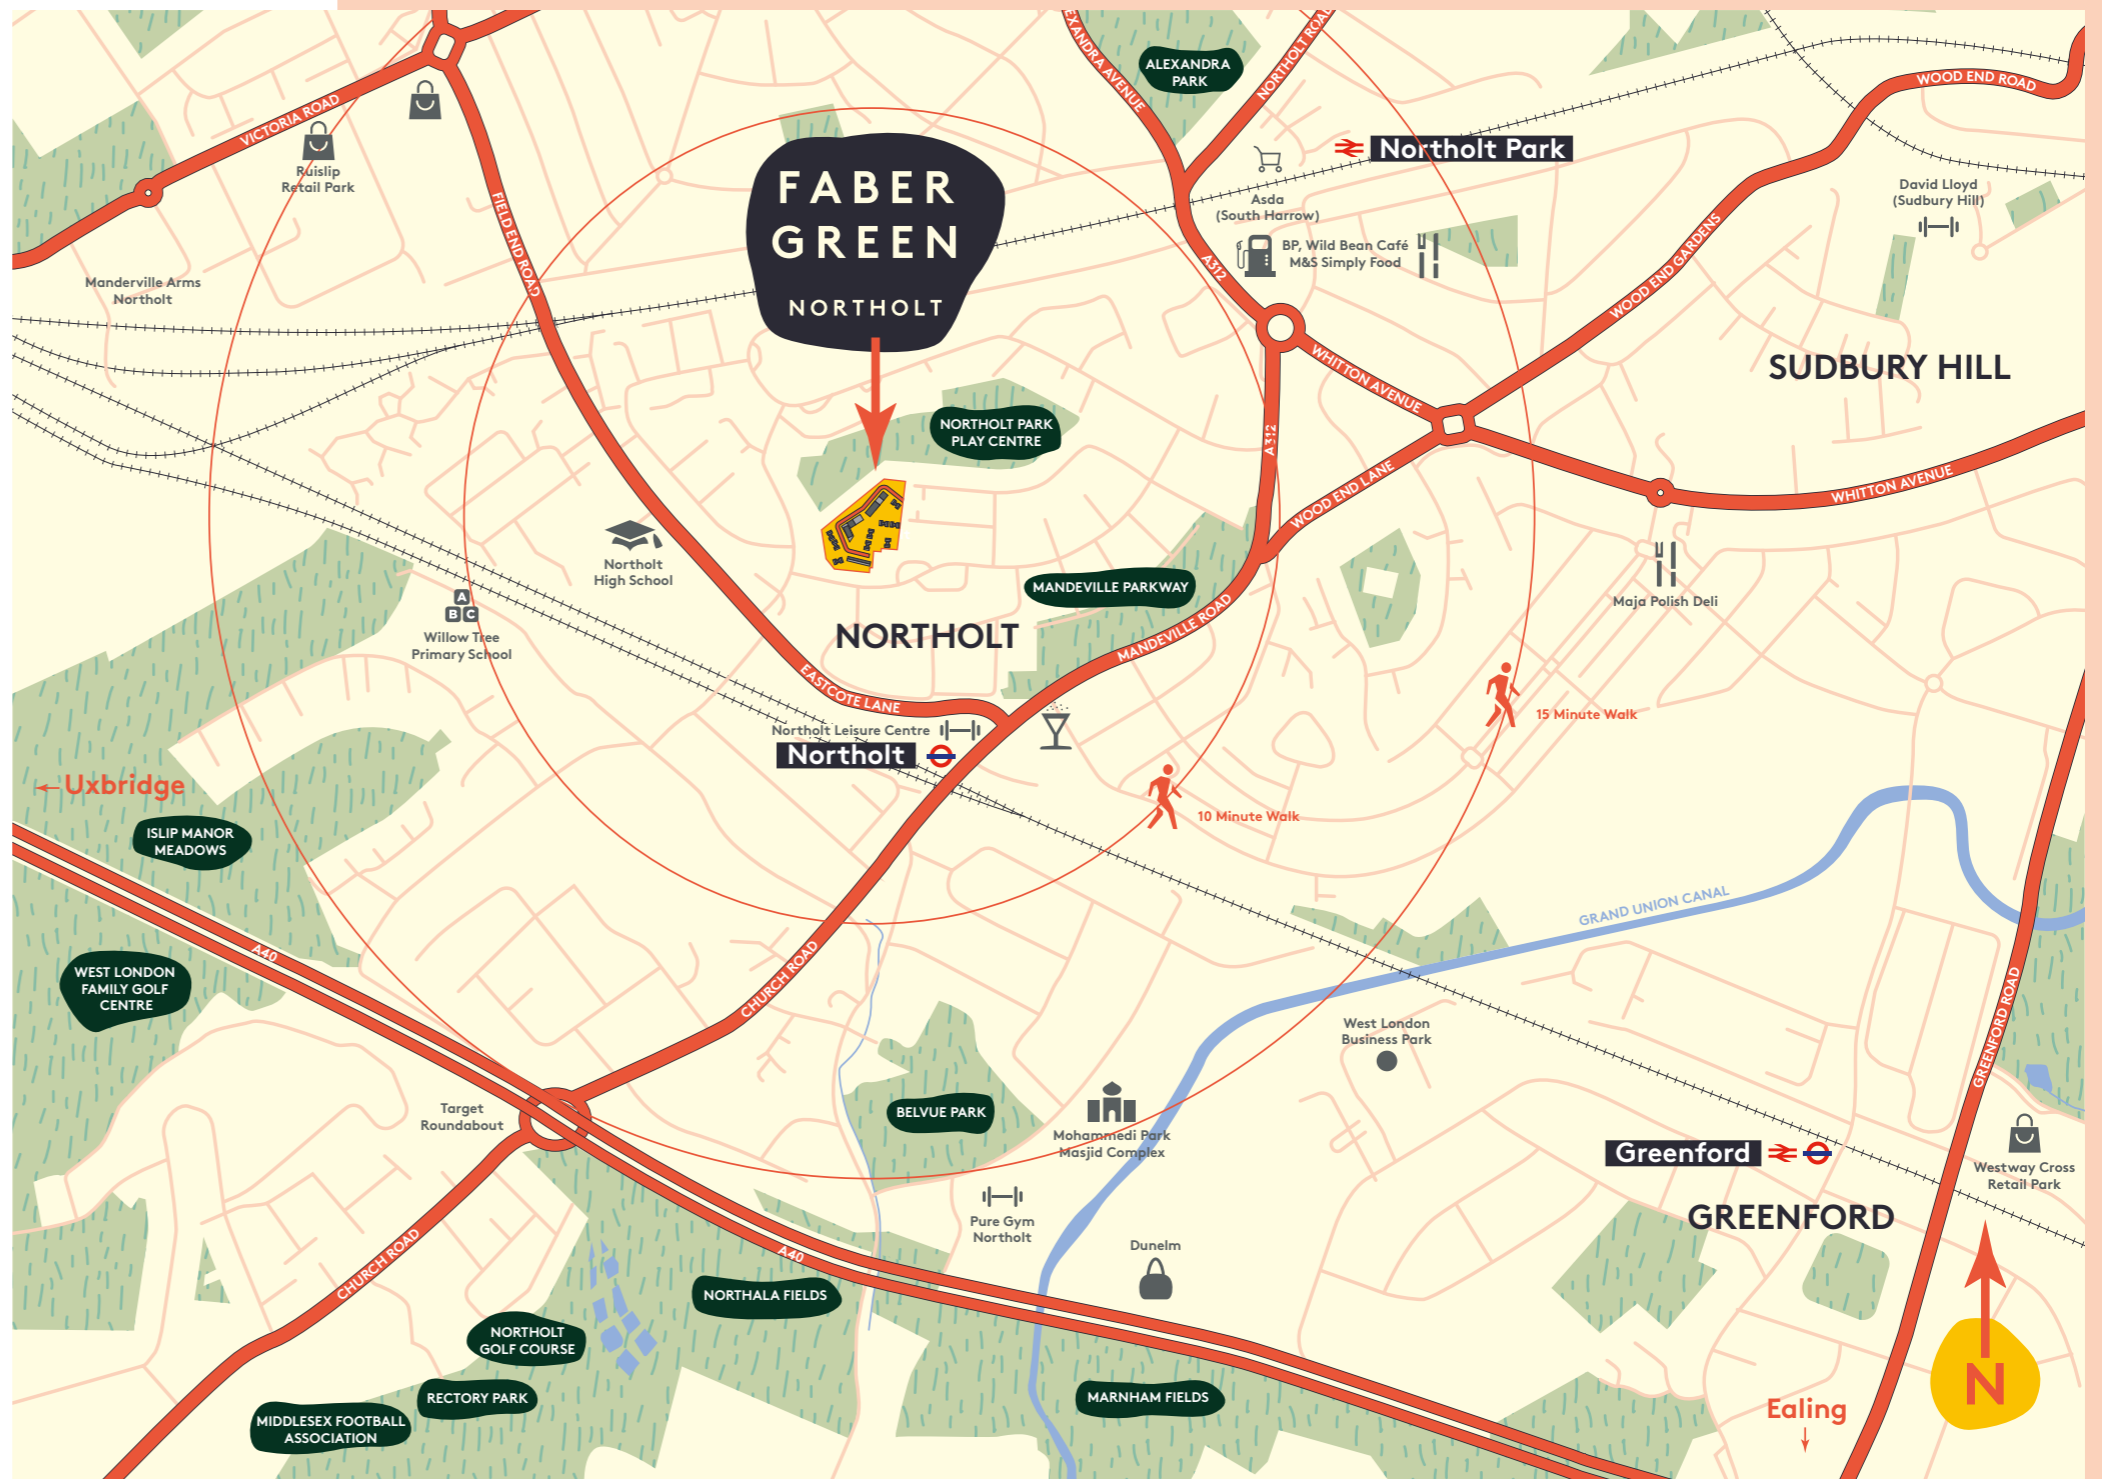 ALEXANDRA
PARK
ALEXANDRA AVENUE
NORTHOLT ROAD
WOOD END ROAD
VICTORIA ROAD
Ruislip
Retail Park
FIELD END ROAD
FABER
GREEN
NORTHOLT
Northolt Park
Asda
(South Harrow)
BP, Wild Bean Café
M&S Simply Food
A312
David Lloyd
(Sudbury Hill)
WOOD END GARDENS
Manderville Arms
Northolt
SUDBURY HILL
WHITTON AVENUE
NORTHOLT PARK
PLAY CENTRE
A312
WOOD END LANE
WHITTON AVENUE
Northolt
High School
A
B C
Willow Tree
Primary School
MANDEVILLE PARKWAY
Maja Polish Deli
NORTHOLT
MANDEVILLE ROAD
EASTCOTE LANE
Northolt Leisure Centre
Northolt
15 Minute Walk
10 Minute Walk
Uxbridge
ISLIP MANOR
MEADOWS
A40
WEST LONDON
FAMILY GOLF
CENTRE
CHURCH ROAD
GRAND UNION CANAL
GREENFORD ROAD
West London
Business Park
Target
Roundabout
BELVUE PARK
Mohammedi Park
Masjid Complex
Greenford
Westway Cross
Retail Park
GREENFORD
Pure Gym
Northolt
Dunelm
CHURCH ROAD
A40
NORTHALA FIELDS
NORTHOLT
GOLF COURSE
RECTORY PARK
MIDDLESEX FOOTBALL
ASSOCIATION
MARNHAM FIELDS
Ealing
N